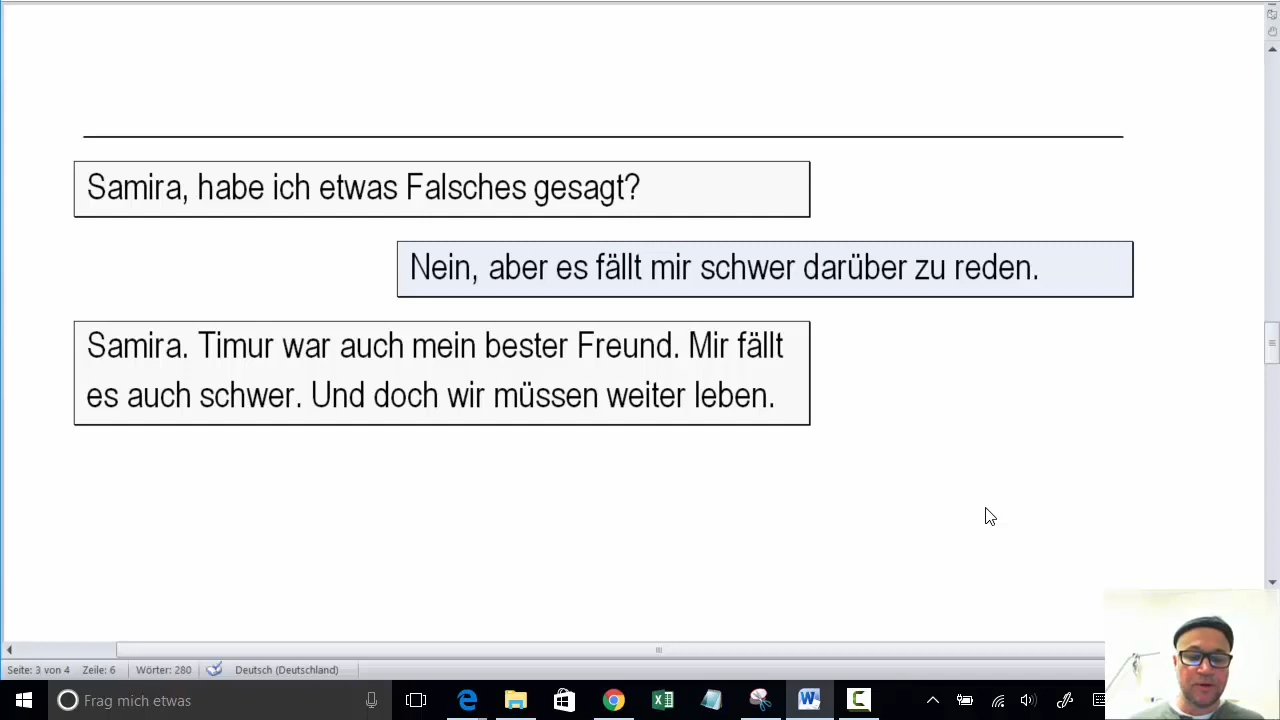 Samira, habe ich etwas Falsches gesagt?
Nein, aber es fällt mir schwer darüber zu reden.
Samira. Timur war auch mein bester Freund. Mir fällt
es auch schwer. Und doch wir müssen weiter leben.
Seite: 3 von 4 Zeile: 6 Wörter: 280 Deutsch (Deutschland)
Frag mich etwas